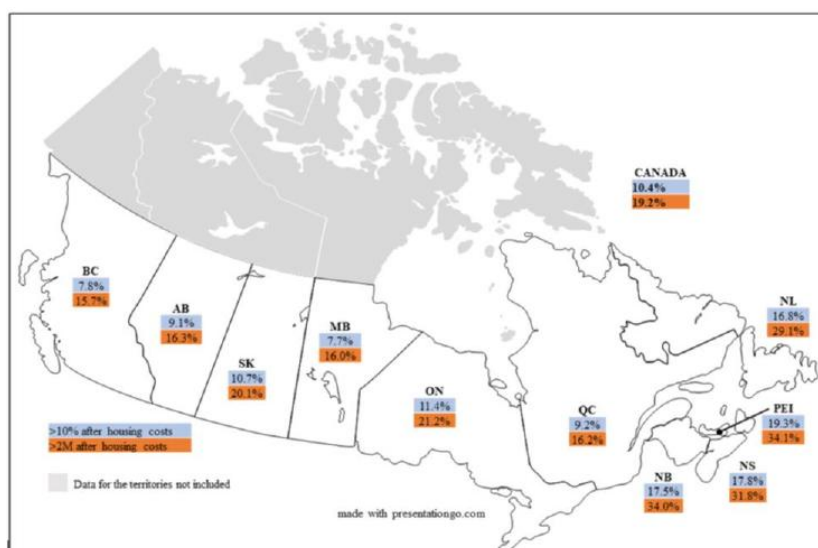 CANADA
10.4%
19.2%
BC
7.8%
15.7%
AB
9.1%
16.3%
SK
10.7%
20.1%
MB
7.7%
16.0%
ON
11.4%
21.2%
QC
9.2%
16.2%
NL
16.8%
29.1%
PEI
19.3%
34.1%
NS
17.8%
31.8%
NB
17.5%
34.0%
>10% after housing costs
>2M after housing costs
Data for the territories not included
made with presentationgo.com